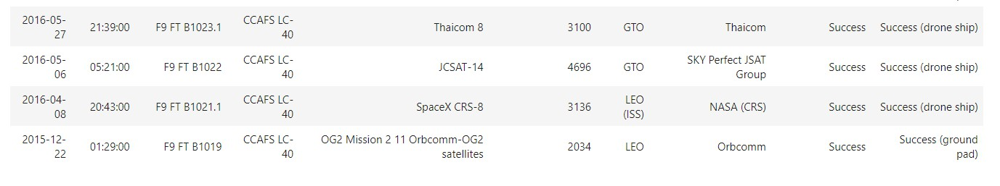 2016-05-27 21:39:00 F9 FT B1023.1 CCAFS LC-40 Thaicom 8 3100 GTO Thaicom Success Success (drone ship)
2016-05-06 05:21:00 F9 FT B1022 CCAFS LC-40 JCSAT-14 4696 GTO SKY Perfect JSAT Group Success Success (drone ship)
2016-04-08 20:43:00 F9 FT B1021.1 CCAFS LC-40 SpaceX CRS-8 3136 LEO (ISS) NASA (CRS) Success Success (drone ship)
2015-12-22 01:29:00 F9 FT B1019 CCAFS LC-40 OG2 Mission 2 11 Orbcomm-OG2 satellites 2034 LEO Orbcomm Success Success (ground pad)